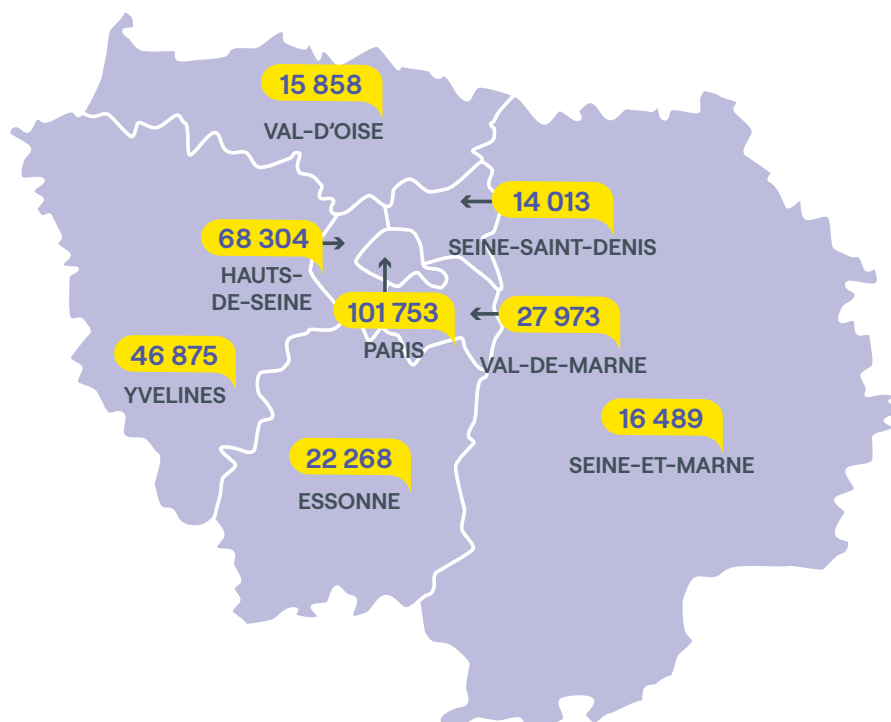 15 858
VAL-D’OISE
14 013
SEINE-SAINT-DENIS
68 304
HAUTS-
DE-SEINE
101 753
PARIS
27 973
VAL-DE-MARNE
46 875
YVELINES
16 489
SEINE-ET-MARNE
22 268
ESSONNE